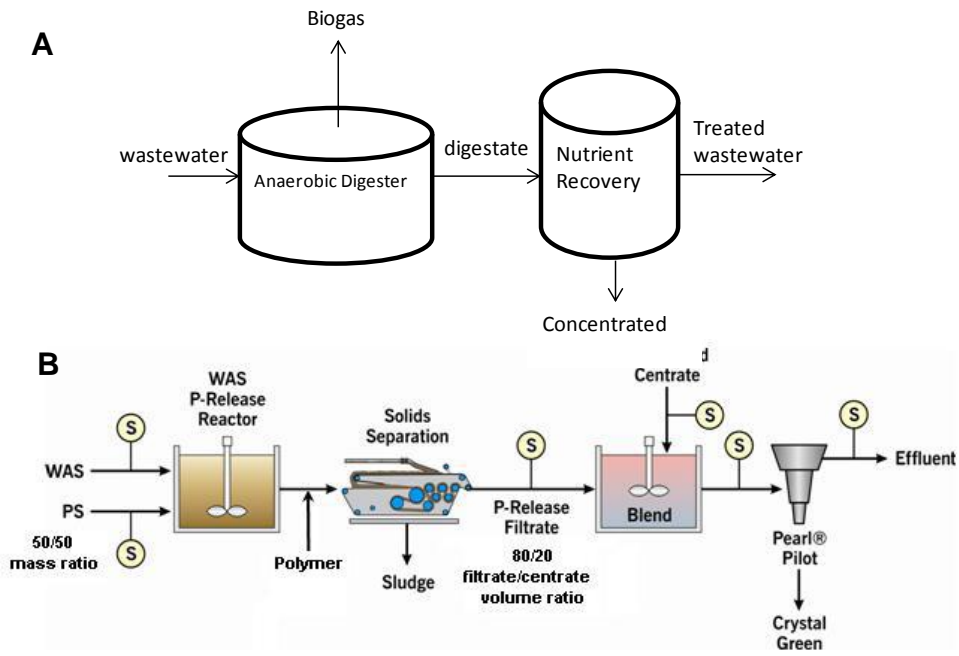 A
Biogas
wastewater
Anaerobic Digester
digestate
Nutrient
Recovery
Treated
wastewater
Concentrated
B
WAS
P-Release
Reactor
S
WAS
PS
S
50/50
mass ratio
Polymer
Solids
Separation
Sludge
S
P-Release
Filtrate
80/20
filtrate/centrate
volume ratio
Centrate
S
Blend
S
Pearl®
Pilot
S
Effluent
Crystal
Green